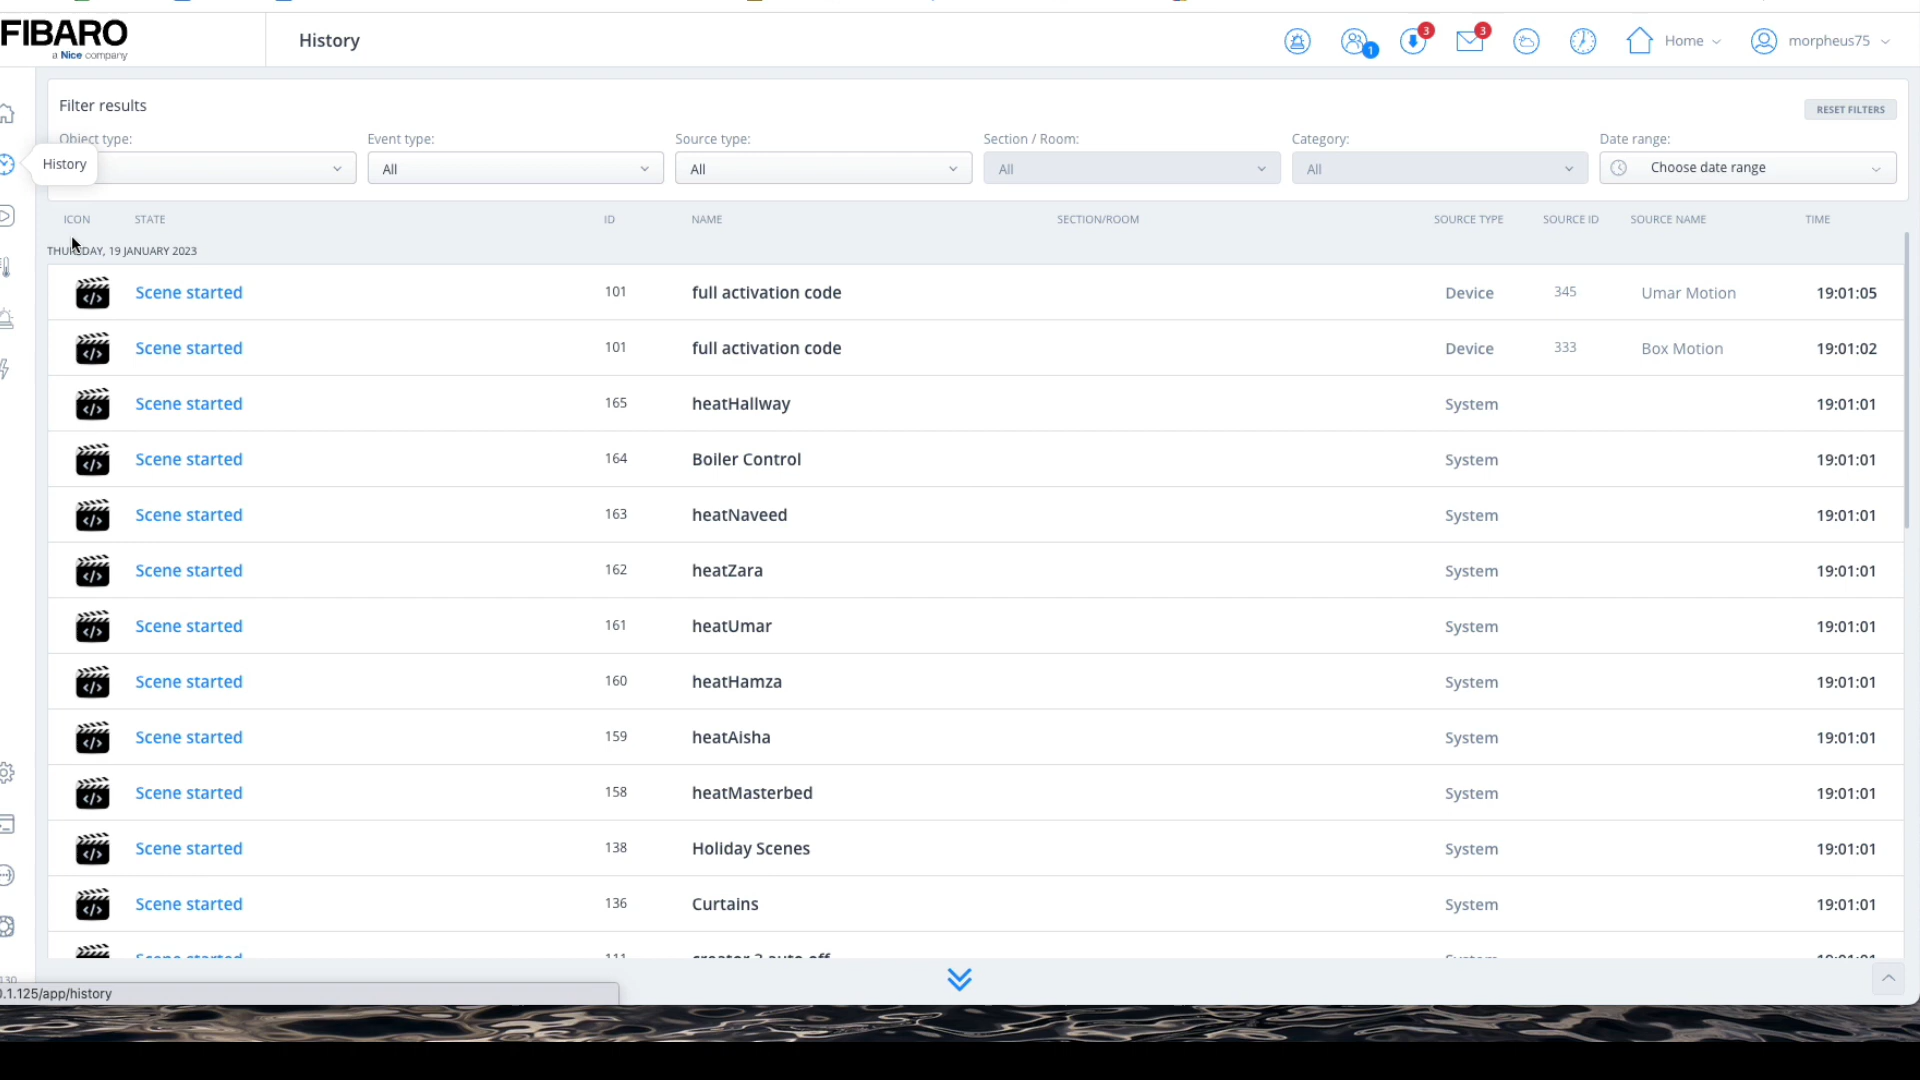 FIBARO
a Nice company
History
1
3
3
Home
morpheus75
Filter results
RESET FILTERS
Object type:
Event type:
Source type:
Section / Room:
Category:
Date range:
History
All
All
All
All
Choose date range
ICON STATE ID NAME SECTION/ROOM SOURCE TYPE SOURCE ID SOURCE NAME TIME
THURSDAY, 19 JANUARY 2023
Scene started 101 full activation code Device 345 Umar Motion 19:01:05
Scene started 101 full activation code Device 333 Box Motion 19:01:02
Scene started 165 heatHallway System 19:01:01
Scene started 164 Boiler Control System 19:01:01
Scene started 163 heatNaveed System 19:01:01
Scene started 162 heatZara System 19:01:01
Scene started 161 heatUmar System 19:01:01
Scene started 160 heatHamza System 19:01:01
Scene started 159 heatAisha System 19:01:01
Scene started 158 heatMasterbed System 19:01:01
Scene started 138 Holiday Scenes System 19:01:01
Scene started 136 Curtains System 19:01:01
Scene started 111 creator 2 auto off System 19:01:01
0.1.125/app/history